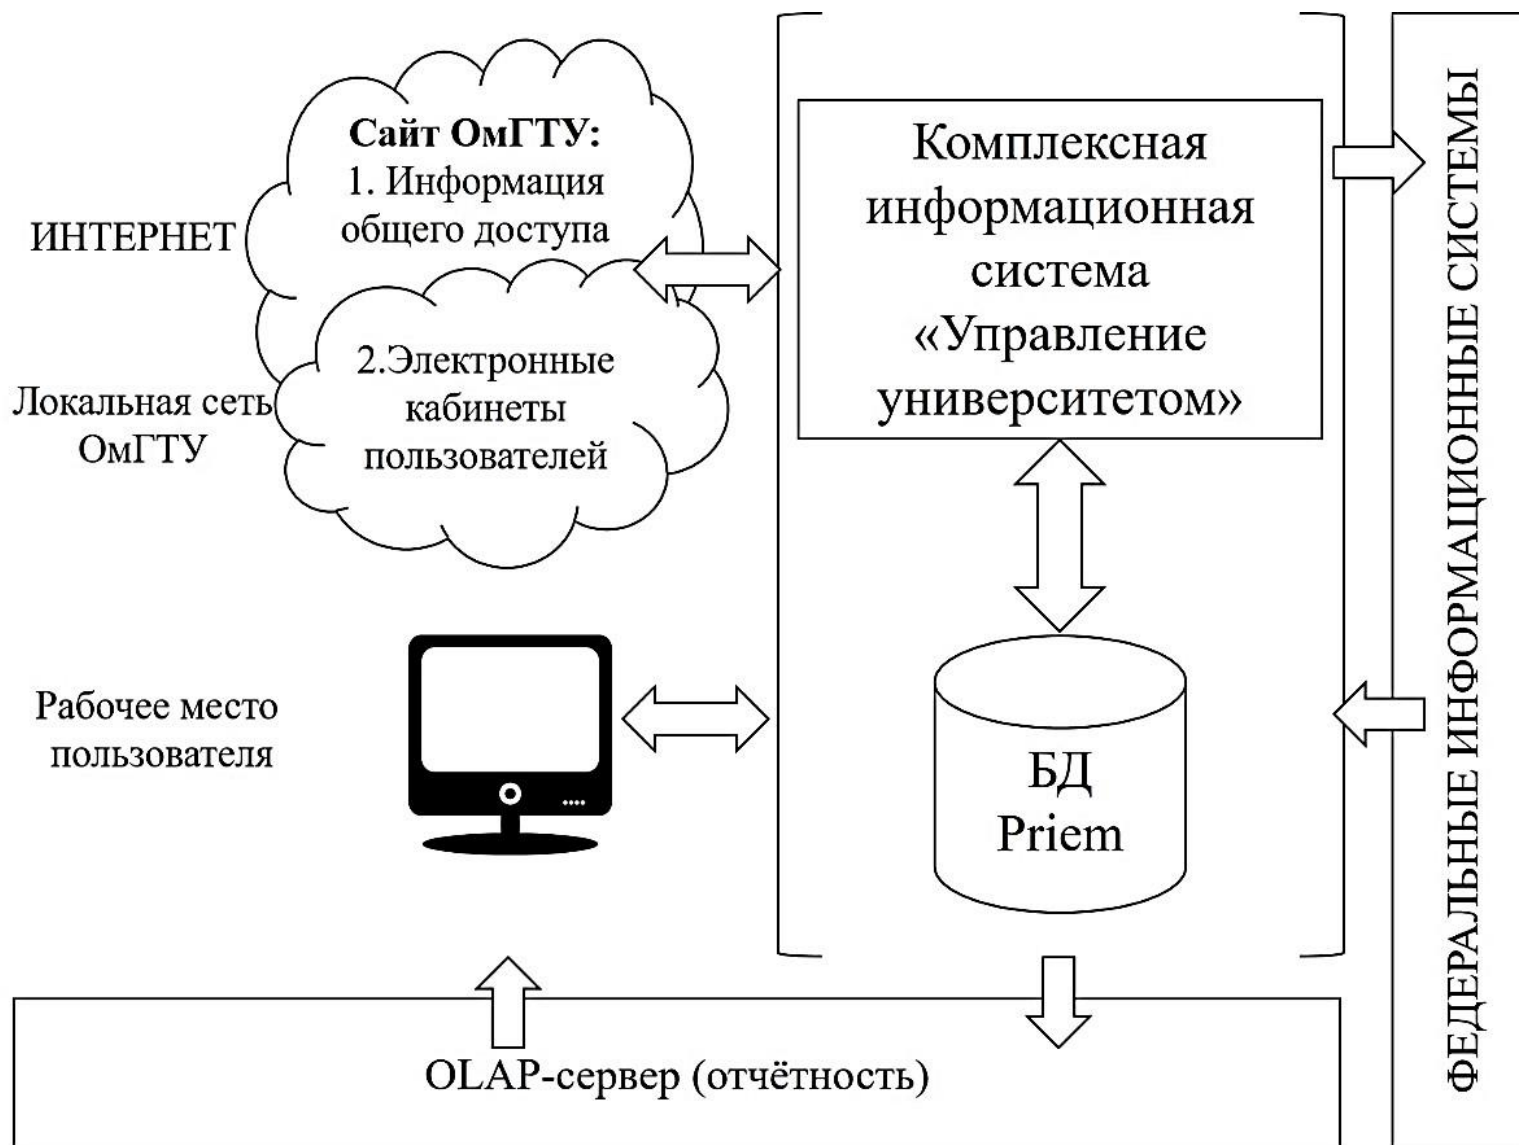 Сайт ОмГТУ:
1. Информация
общего доступа
ИНТЕРНЕТ
2.Электронные
кабинеты
пользователей
Локальная сеть
ОмГТУ
Комплексная
информационная
система
«Управление
университетом»
Рабочее место
пользователя
БД
Priem
OLAP-сервер (отчётность)
ФЕДЕРАЛЬНЫЕ ИНФОРМАЦИОННЫЕ СИСТЕМЫ